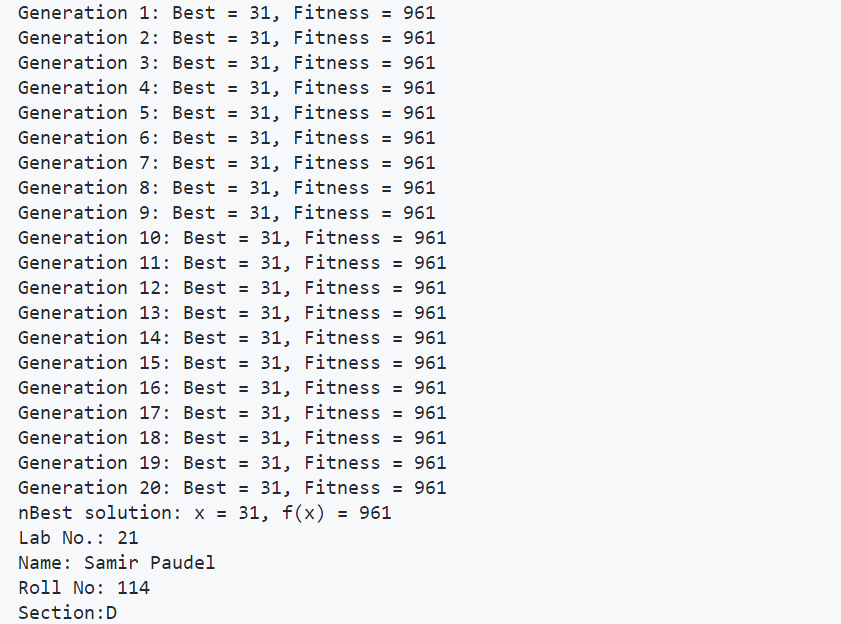 Generation 1: Best = 31, Fitness = 961
Generation 2: Best = 31, Fitness = 961
Generation 3: Best = 31, Fitness = 961
Generation 4: Best = 31, Fitness = 961
Generation 5: Best = 31, Fitness = 961
Generation 6: Best = 31, Fitness = 961
Generation 7: Best = 31, Fitness = 961
Generation 8: Best = 31, Fitness = 961
Generation 9: Best = 31, Fitness = 961
Generation 10: Best = 31, Fitness = 961
Generation 11: Best = 31, Fitness = 961
Generation 12: Best = 31, Fitness = 961
Generation 13: Best = 31, Fitness = 961
Generation 14: Best = 31, Fitness = 961
Generation 15: Best = 31, Fitness = 961
Generation 16: Best = 31, Fitness = 961
Generation 17: Best = 31, Fitness = 961
Generation 18: Best = 31, Fitness = 961
Generation 19: Best = 31, Fitness = 961
Generation 20: Best = 31, Fitness = 961
nBest solution: x = 31, f(x) = 961
Lab No.: 21
Name: Samir Paudel
Roll No: 114
Section:D